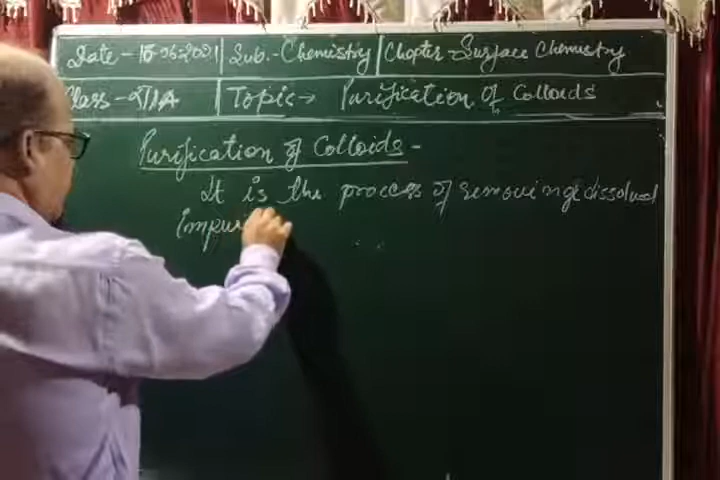 Date - 16-06-2021 Sub.- Chemistry Chapter - Surface Chemistry
Class - XIIA Topic → Purification Of Colloids
Purification of Colloids -
It is the process of removing dissolved
impuri